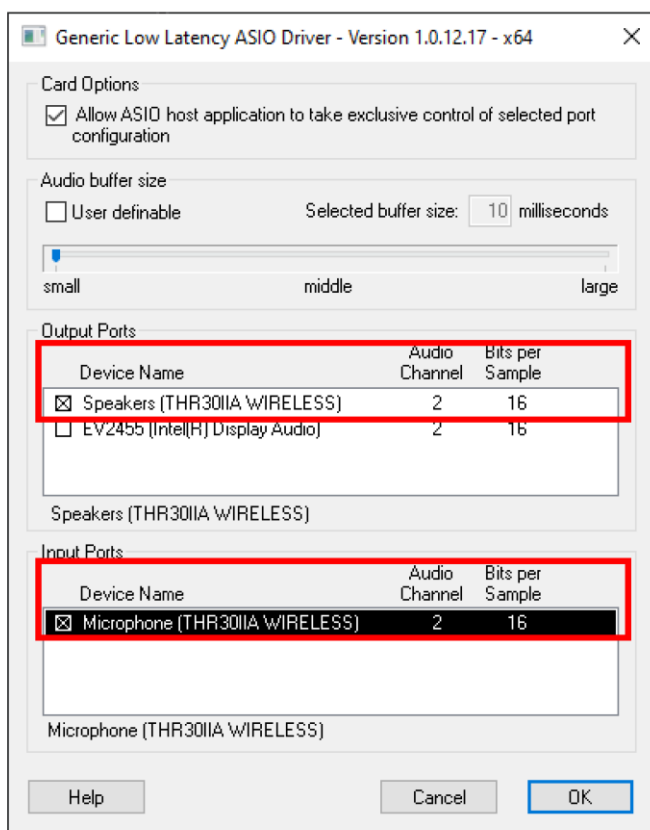 Generic Low Latency ASIO Driver - Version 1.0.12.17 - x64
Card Options
Allow ASIO host application to take exclusive control of selected port
configuration
Audio buffer size
User definable
Selected buffer size: 10 milliseconds
small middle large
Output Ports
Device Name Audio Channel Bits per Sample
Speakers (THR30IIA WIRELESS) 2 16
EV2455 (Intel(R) Display Audio) 2 16
Speakers (THR30IIA WIRELESS)
Input Ports
Device Name Audio Channel Bits per Sample
Microphone (THR30IIA WIRELESS) 2 16
Microphone (THR30IIA WIRELESS)
Help Cancel OK